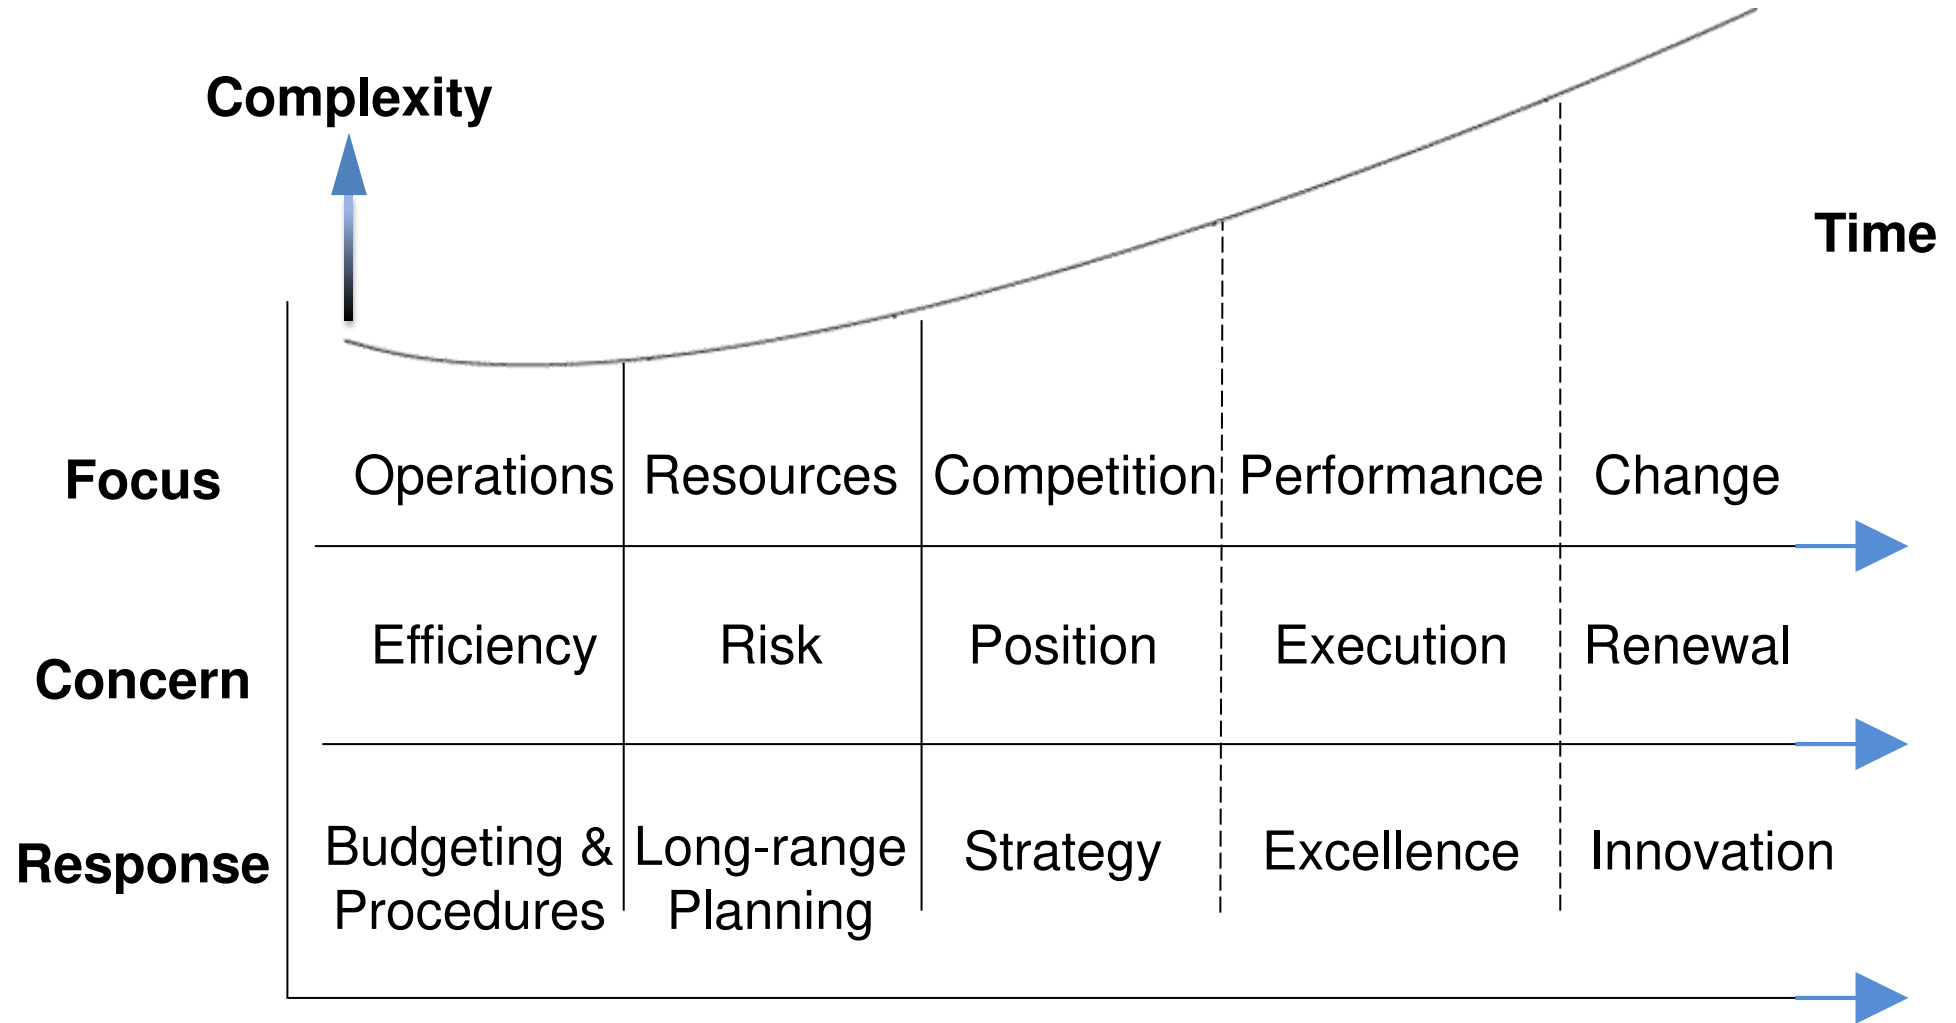 Complexity
Time
Focus
Operations
Resources
Competition
Performance
Change
Concern
Efficiency
Risk
Position
Execution
Renewal
Response
Budgeting &
Procedures
Long-range
Planning
Strategy
Excellence
Innovation